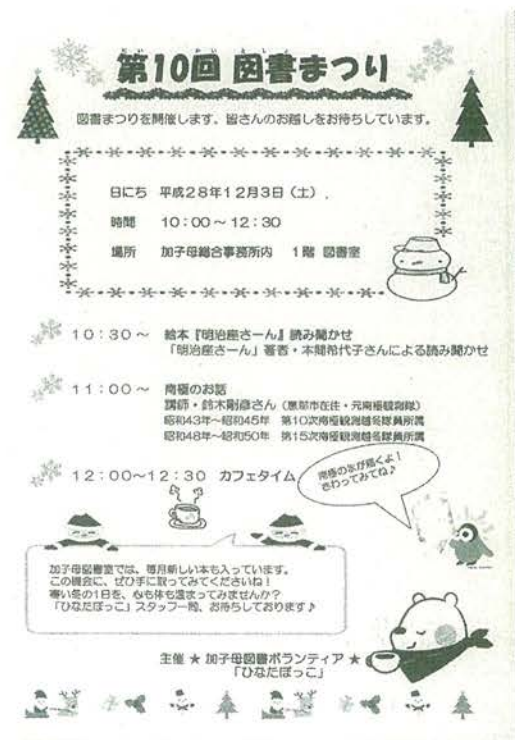 第10回 図書まつり
図書まつりを開催します、皆さんのお越しをお待ちしています。
日にち 平成28年12月3日（土）.
時間 10：00～12：30
場所 加子母総合事務所内 1階 図書室
10：30～ 絵本『明治座さーん』読み聞かせ
「明治座さーん」著者・本間希代子さんによる読み聞かせ
11：00～ 南極のお話
講師・鈴木剛彦さん（恵那市在住・元南極観測隊）
昭和43年～昭和45年 第10次南極観測越冬隊員所属
昭和48年～昭和50年 第15次南極観測越冬隊員所属
12：00～12：30 カフェタイム
南極の氷が届くよ！
さわってみてね♪
加子母図書室では、毎月新しい本も入っています。
この機会に、ぜひ手に取ってみてくださいね！
寒い冬の1日を、心も体も温まってみませんか？
「ひなたぼっこ」スタッフ一同、お待ちしております♪
主催 ★ 加子母図書ボランティア ★
「ひなたぼっこ」